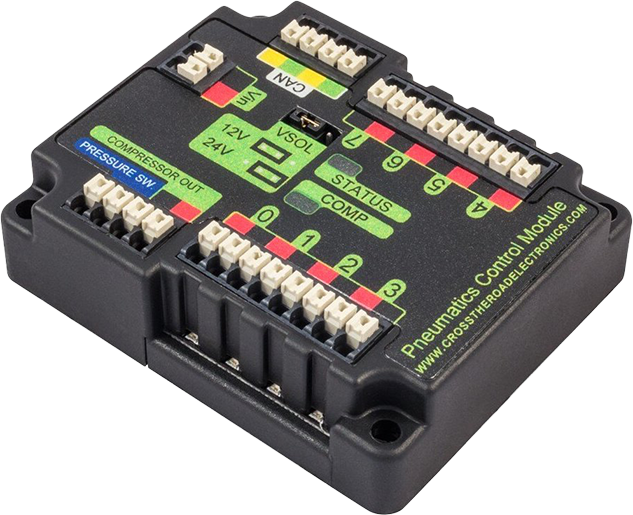 CAN
Vin
12V
24V
VSOL
COMPRESSOR OUT
PRESSURE SW.
STATUS
COMP
7
6
5
4
0
1
2
3
Pneumatics Control Module
WWW.CROSSTHEROADELECTRONICS.COM